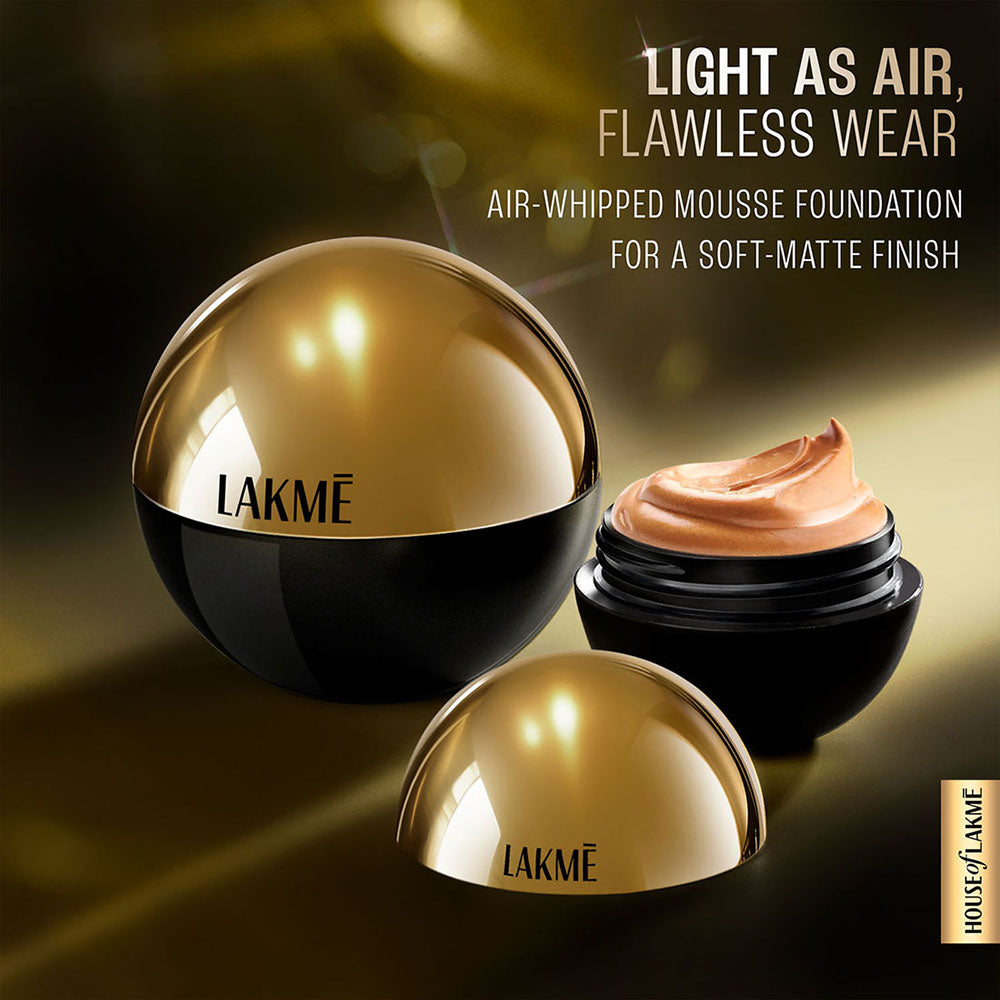 LIGHT AS AIR,
FLAWLESS WEAR
AIR-WHIPPED MOUSSE FOUNDATION
FOR A SOFT-MATTE FINISH
LAKMĒ
LAKMĒ
HOUSE of LAKMĒ